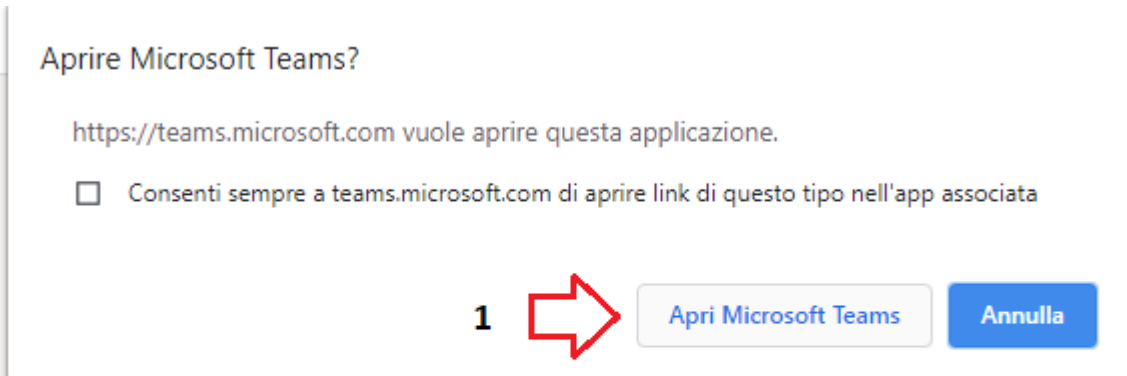 Aprire Microsoft Teams?
https://teams.microsoft.com vuole aprire questa applicazione.
Consenti sempre a teams.microsoft.com di aprire link di questo tipo nell'app associata
1 Apri Microsoft Teams Annulla